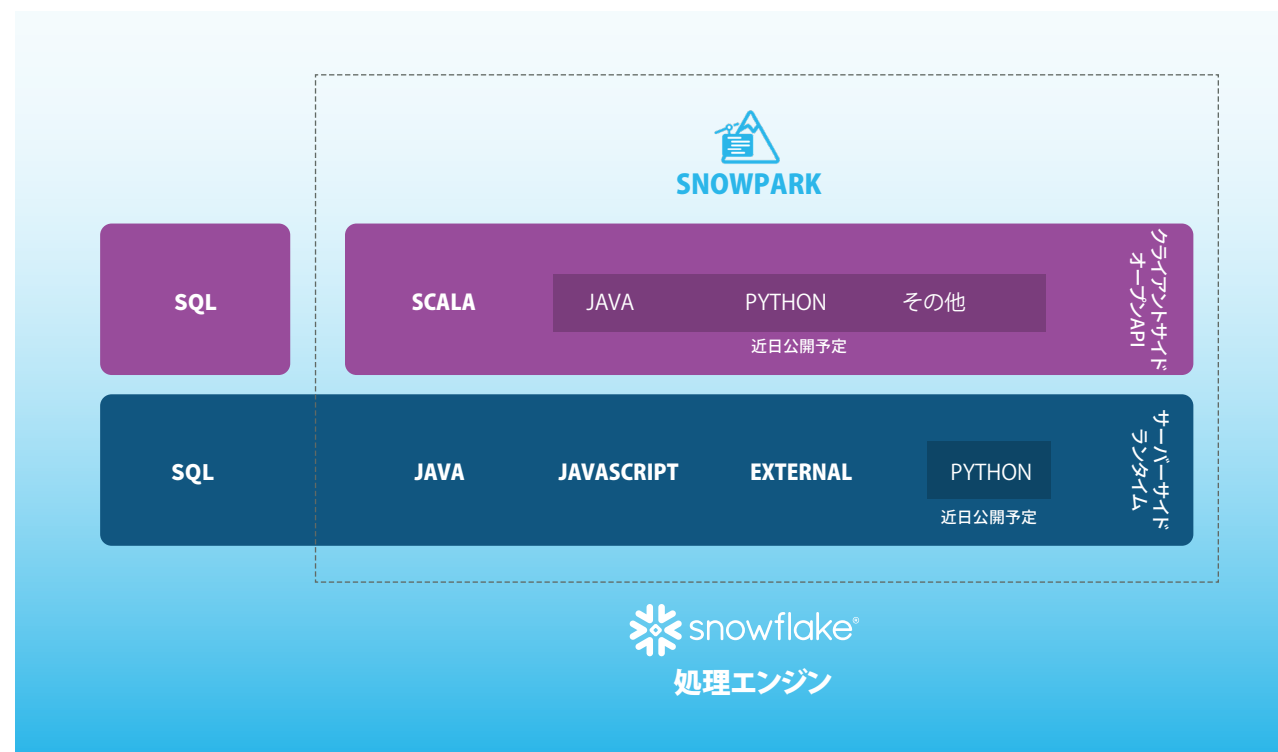 SNOWPARK
SQL
SCALA
JAVA
PYTHON
その他
近日公開予定
クライアントサイド
オープンAPI
SQL
JAVA
JAVASCRIPT
EXTERNAL
PYTHON
近日公開予定
サーバーサイド
ランタイム
snowflake®
処理エンジン